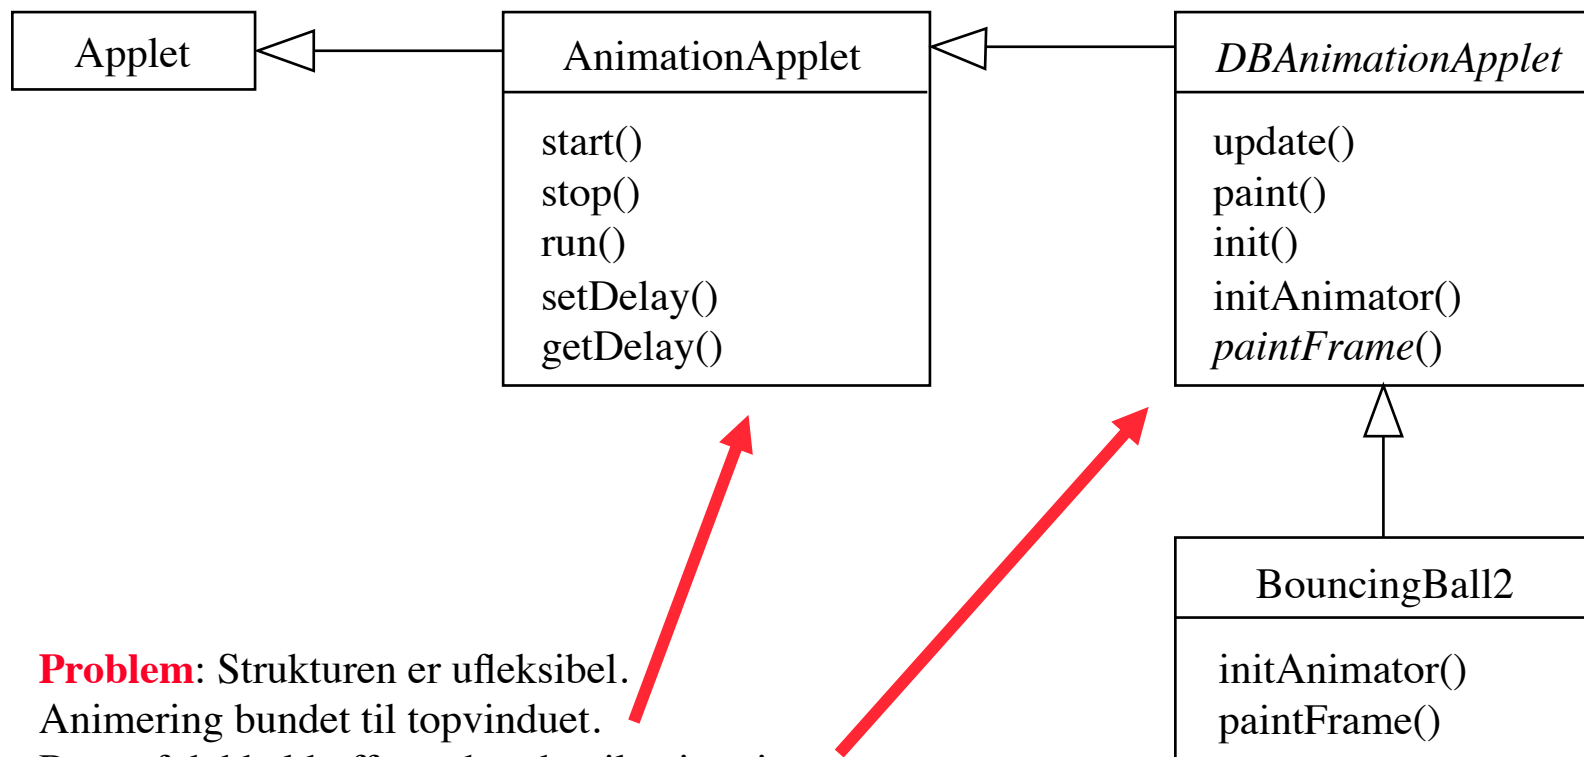 Applet
AnimationApplet
start()
stop()
run()
setDelay()
getDelay()
DBAnimationApplet
update()
paint()
init()
initAnimator()
paintFrame()
BouncingBall2
initAnimator()
paintFrame()
Problem: Strukturen er ufleksibel.
Animering bundet til topvinduet.